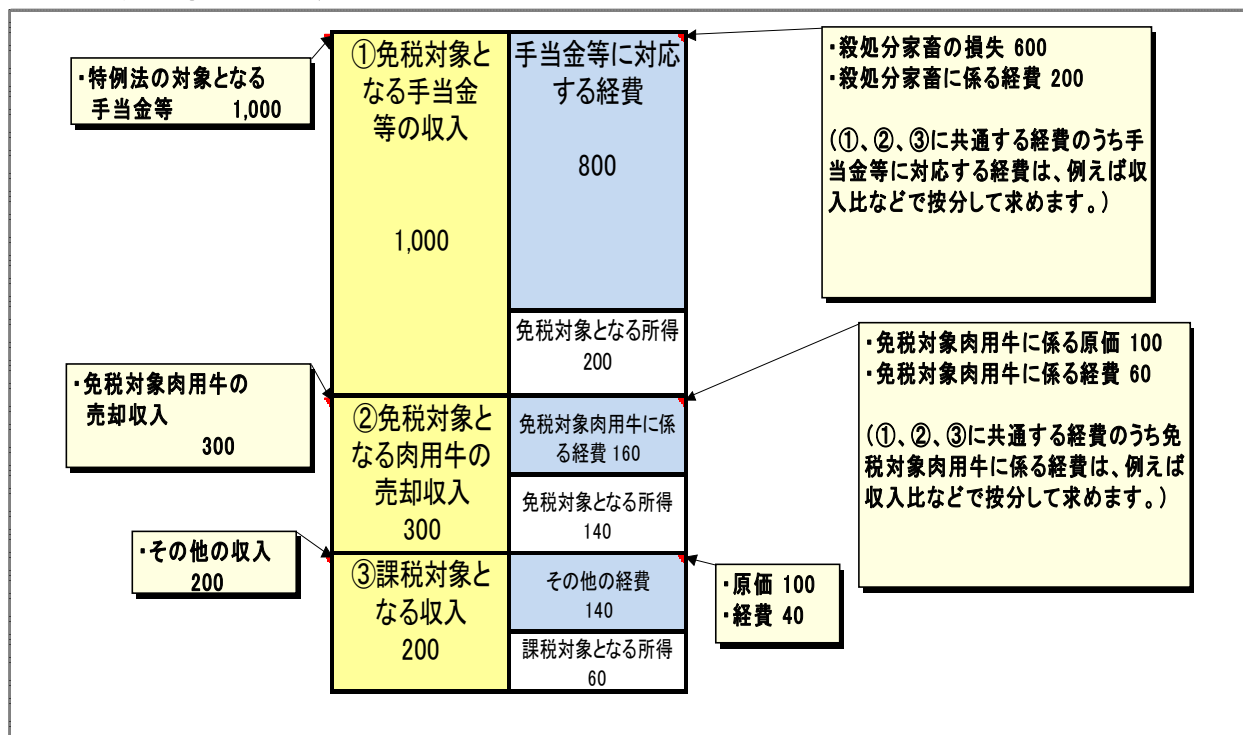 ・特例法の対象となる
手当金等 1,000
①免税対象と
なる手当金
等の収入
1,000
手当金等に対応
する経費
800
・殺処分家畜の損失 600
・殺処分家畜に係る経費 200
(①、②、③に共通する経費のうち手
当金等に対応する経費は、例えば収
入比などで按分して求めます。)
免税対象となる所得
200
・免税対象肉用牛の
売却収入
300
②免税対象と
なる肉用牛の
売却収入
300
免税対象肉用牛に係
る経費 160
免税対象となる所得
140
・免税対象肉用牛に係る原価 100
・免税対象肉用牛に係る経費 60
(①、②、③に共通する経費のうち免
税対象肉用牛に係る経費は、例えば
収入比などで按分して求めます。)
・その他の収入
200
③課税対象と
なる収入
200
その他の経費
140
課税対象となる所得
60
・原価 100
・経費 40